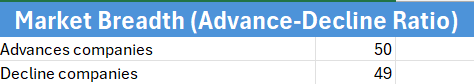 Market Breadth (Advance-Decline Ratio)
Advances companies 50
Decline companies 49